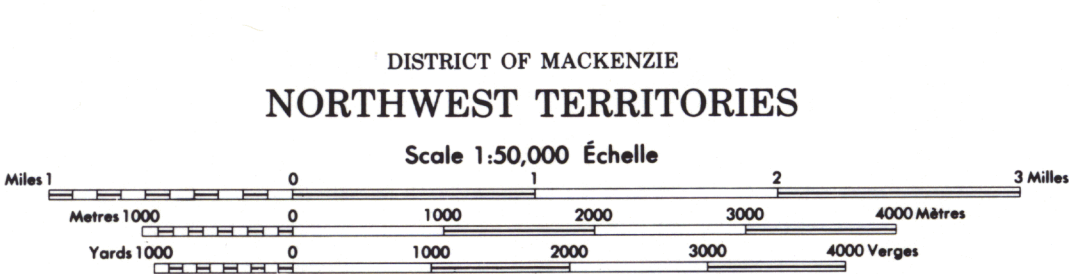 DISTRICT OF MACKENZIE
NORTHWEST TERRITORIES
Scale 1:50,000 Échelle
Miles 1 0 1 2 3 Milles
Metres 1000 0 1000 2000 3000 4000 Mètres
Yards 1000 0 1000 2000 3000 4000 Verges